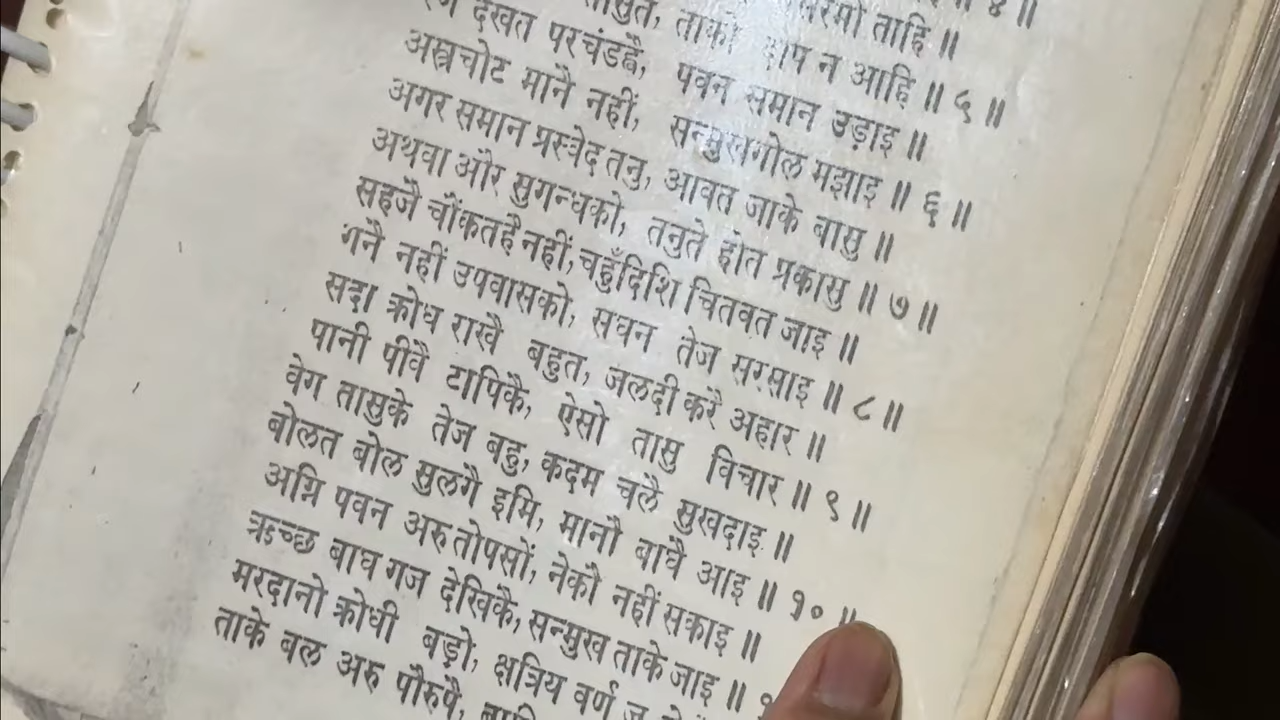 ४ ॥
ताको दाप न आहि ॥ ५ ॥
देखत परचंडह्वै, पवन समान उड़ाइ ॥
अस्त्रचोट मानै नहीं, सन्मुखगोल मझाइ ॥ ६ ॥
अगर समान प्रस्वेद तनु, आवत जाके बासु ॥
अथवा और सुगन्धको, तनुते होत प्रकासु ॥ ७ ॥
सहजै चौंकतहै नहीं, चहुँदिशि चितवत जाइ ॥
गनै नहीं उपवासको, सघन तेज सरसाइ ॥ ८ ॥
सदा क्रोध राखै बहुत, जलदी करै अहार ॥
पानी पीवै टापिकै, ऐसो तासु विचार ॥ ९ ॥
वेग तासुके तेज बहु, कदम चलै सुखदाइ ॥
बोलत बोल सुलगै इमि, मानौ बाघै आइ ॥ १० ॥
अग्नि पवन अरु तोपसों, नेकौ नहीं सकाइ ॥
ऋच्छ बाघ गज देखिकै, सन्मुख ताके जाइ ॥
मरदानो क्रोधी बड़ो, क्षत्रिय वर्ण
ताके बल अरु पौरुषै,